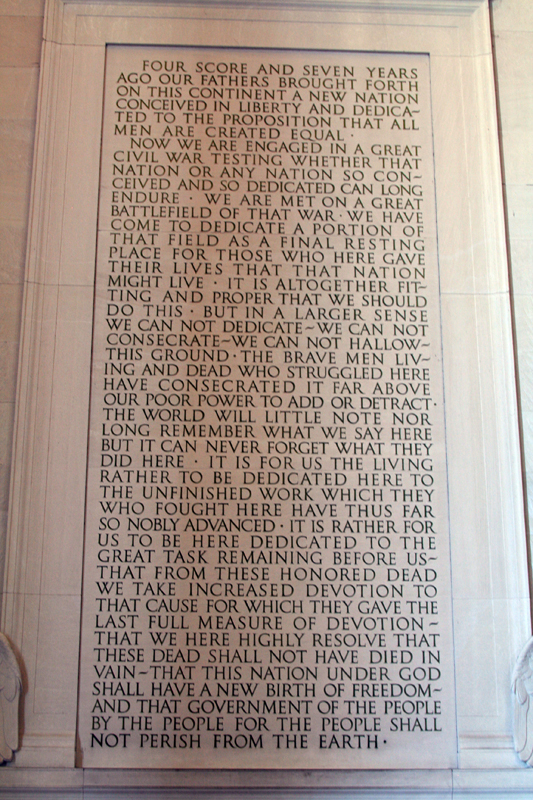 FOUR SCORE AND SEVEN YEARS
AGO OUR FATHERS BROUGHT FORTH
ON THIS CONTINENT A NEW NATION
CONCEIVED IN LIBERTY AND DEDICA~
TED TO THE PROPOSITION THAT ALL
MEN ARE CREATED EQUAL ·
NOW WE ARE ENGAGED IN A GREAT
CIVIL WAR TESTING WHETHER THAT
NATION OR ANY NATION SO CON~
CEIVED AND SO DEDICATED CAN LONG
ENDURE · WE ARE MET ON A GREAT
BATTLEFIELD OF THAT WAR · WE HAVE
COME TO DEDICATE A PORTION OF
THAT FIELD AS A FINAL RESTING
PLACE FOR THOSE WHO HERE GAVE
THEIR LIVES THAT THAT NATION
MIGHT LIVE · IT IS ALTOGETHER FIT~
TING AND PROPER THAT WE SHOULD
DO THIS · BUT IN A LARGER SENSE
WE CAN NOT DEDICATE~WE CAN NOT
CONSECRATE~WE CAN NOT HALLOW~
THIS GROUND · THE BRAVE MEN LIV~
ING AND DEAD WHO STRUGGLED HERE
HAVE CONSECRATED IT FAR ABOVE
OUR POOR POWER TO ADD OR DETRACT ·
THE WORLD WILL LITTLE NOTE NOR
LONG REMEMBER WHAT WE SAY HERE
BUT IT CAN NEVER FORGET WHAT THEY
DID HERE · IT IS FOR US THE LIVING
RATHER TO BE DEDICATED HERE TO
THE UNFINISHED WORK WHICH THEY
WHO FOUGHT HERE HAVE THUS FAR
SO NOBLY ADVANCED · IT IS RATHER FOR
US TO BE HERE DEDICATED TO THE
GREAT TASK REMAINING BEFORE US~
THAT FROM THESE HONORED DEAD
WE TAKE INCREASED DEVOTION TO
THAT CAUSE FOR WHICH THEY GAVE THE
LAST FULL MEASURE OF DEVOTION~
THAT WE HERE HIGHLY RESOLVE THAT
THESE DEAD SHALL NOT HAVE DIED IN
VAIN~THAT THIS NATION UNDER GOD
SHALL HAVE A NEW BIRTH OF FREEDOM~
AND THAT GOVERNMENT OF THE PEOPLE
BY THE PEOPLE FOR THE PEOPLE SHALL
NOT PERISH FROM THE EARTH ·